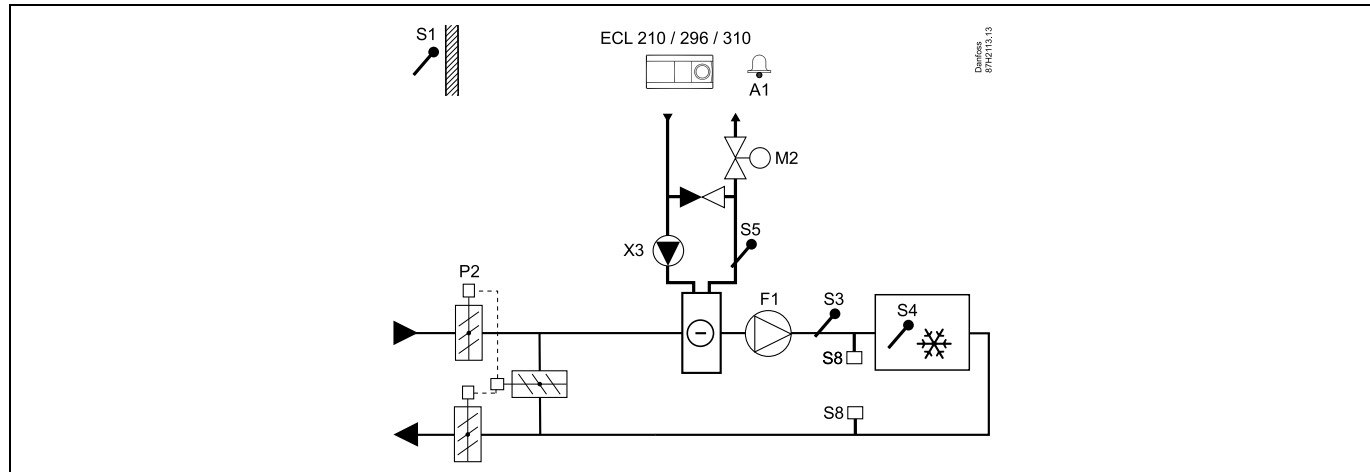 S1
ECL 210 / 296 / 310
A1
Danfoss
87H2113.13
M2
S5
X3
P2
F1
S3
S4
S8
S8